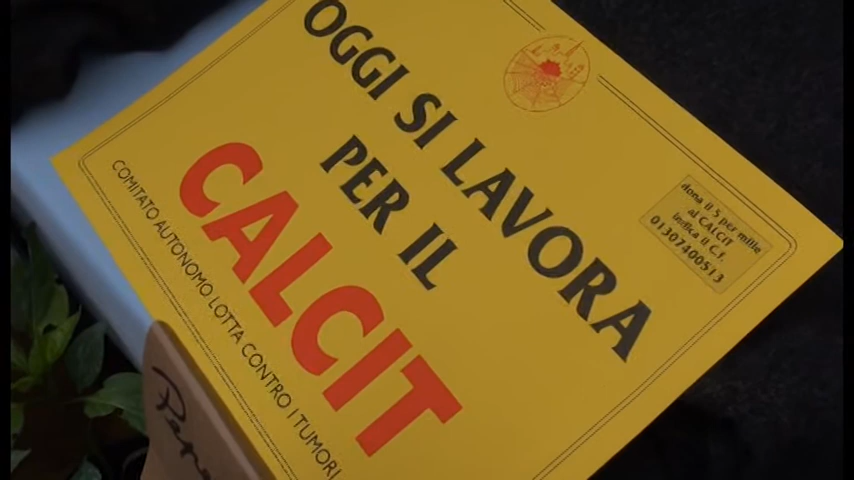 OGGI SI LAVORA
PER IL
CALCIT
COMITATO AUTONOMO LOTTA CONTRO I TUMORI
dona il 5 per mille
al CALCIT
indica il C.f.
01307400513